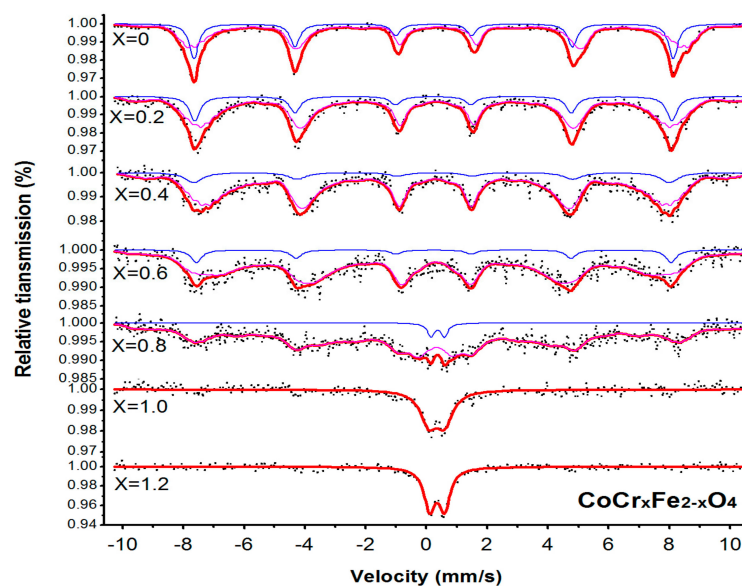 Relative tiansmission (%)
1.00
0.99
0.98
0.97
X=0
1.00
0.99
0.98
0.97
X=0.2
1.00
0.99
0.98
X=0.4
1.000
0.995
0.990
0.985
X=0.6
1.000
0.995
0.990
0.985
X=0.8
1.00
0.99
0.98
0.97
X=1.0
1.00
0.98
0.96
0.94
X=1.2
CoCrxFe2-xO4
-10 -8 -6 -4 -2 0 2 4 6 8 10
Velocity (mm/s)